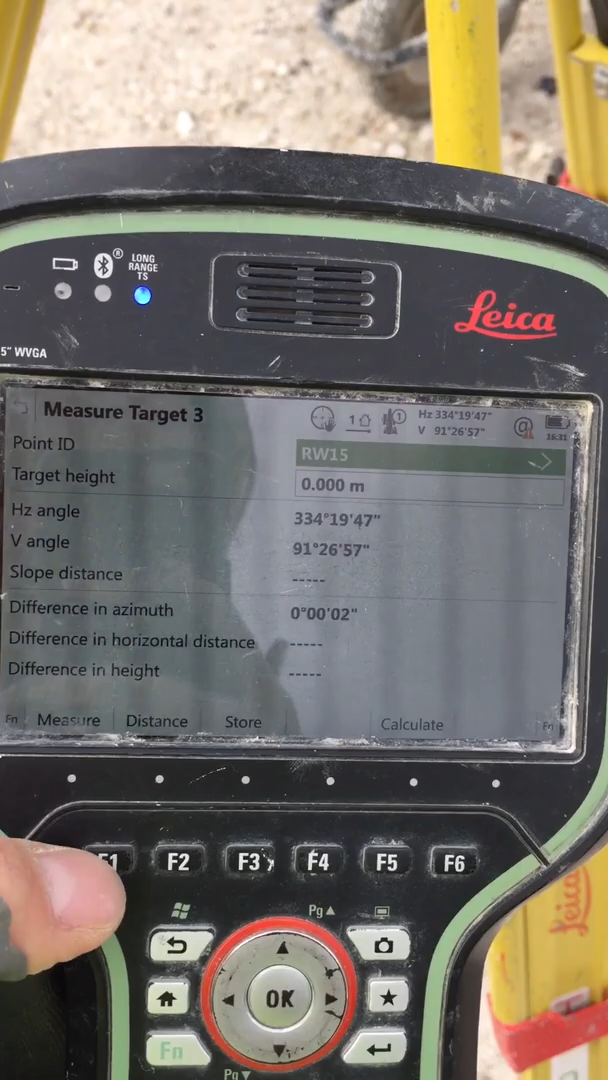 LONG
RANGE
TS
Leica
5" WVGA
Measure Target 3
1
1
Hz 334°19'47"
V 91°26'57"
@
16:31
Point ID
RW15
Target height
0.000 m
Hz angle
334°19'47"
V angle
91°26'57"
Slope distance
-----
Difference in azimuth
0°00'02"
Difference in horizontal distance
-----
Difference in height
-----
Fn
Measure
Distance
Store
Calculate
Fn
F1
F2
F3
F4
F5
F6
Pg▲
OK
Fn
Pg▼
Leica